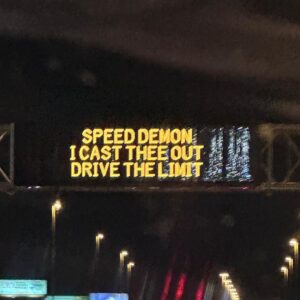 SPEED DEMON
I CAST THEE OUT
DRIVE THE LIMIT